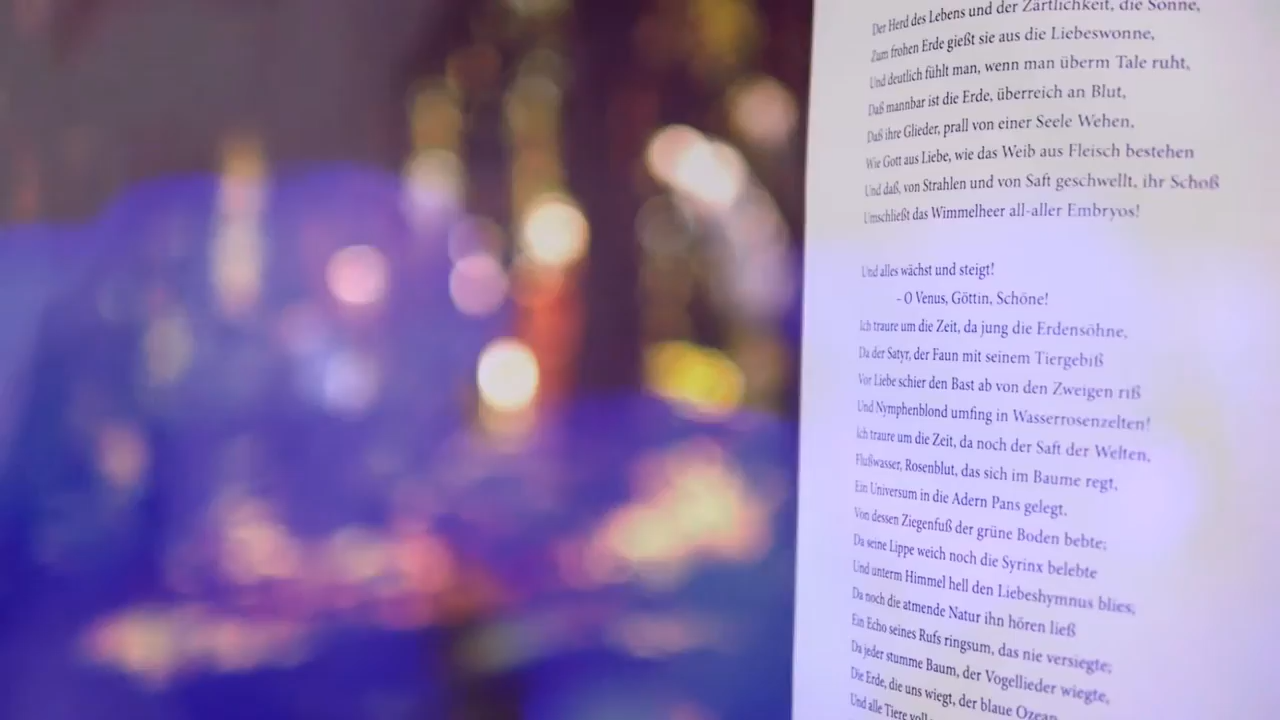 Der Herd des Lebens und der Zärtlichkeit, die Sonne,
Zum frohen Erde gießt sie aus die Liebeswonne,
Und deutlich fühlt man, wenn man überm Tale ruht,
Daß mannbar ist die Erde, überreich an Blut,
Daß ihre Glieder, prall von einer Seele Wehen,
Wie Gott aus Liebe, wie das Weib aus Fleisch bestehen
Und daß, von Strahlen und von Saft geschwellt, ihr Schoß
Umschließt das Wimmelheer all-aller Embryos!
Und alles wächst und steigt!
- O Venus, Göttin, Schöne!
Ich traure um die Zeit, da jung die Erdensöhne,
Da der Satyr, der Faun mit seinem Tiergebiß
Vor Liebe schier den Bast ab von den Zweigen riß
Und Nymphenblond umfing in Wasserrosenzelten!
Ich traure um die Zeit, da noch der Saft der Welten,
Flußwasser, Rosenblut, das sich im Baume regt,
Ein Universum in die Adern Pans gelegt.
Von dessen Ziegenfuß der grüne Boden bebte;
Da seine Lippe weich noch die Syrinx belebte
Und unterm Himmel hell den Liebeshymnus blies,
Da noch die atmende Natur ihn hören ließ
Ein Echo seines Rufs ringsum, das nie versiegte;
Da jeder stumme Baum, der Vogellieder wiegte,
Die Erde, die uns wiegt, der blaue Ozean
Und alle Tiere voll